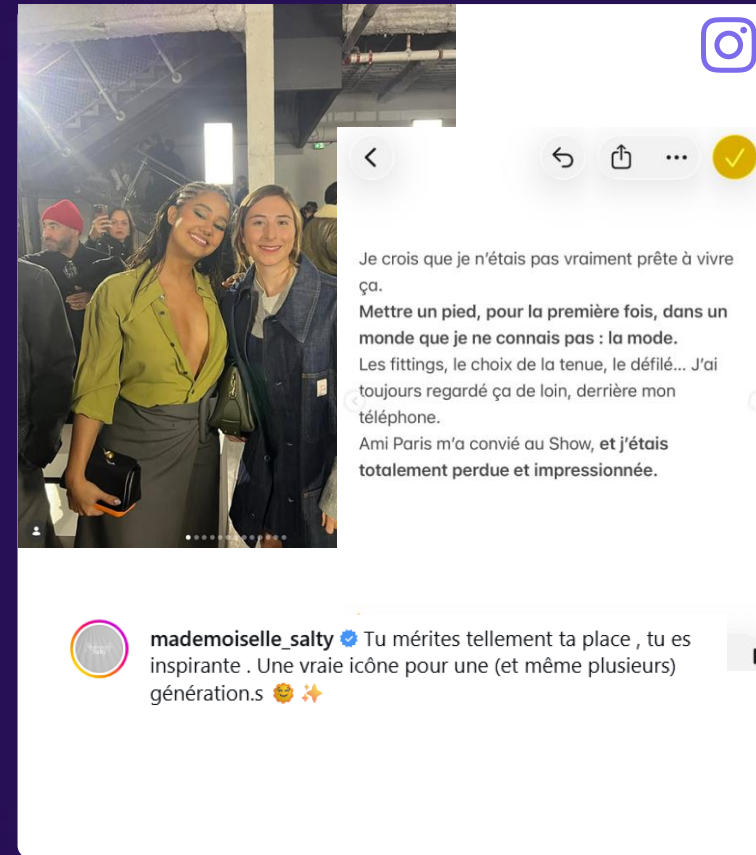 Je crois que je n'étais pas vraiment prête à vivre
ça.
Mettre un pied, pour la première fois, dans un
monde que je ne connais pas : la mode.
Les fittings, le choix de la tenue, le défilé... J'ai
toujours regardé ça de loin, derrière mon
téléphone.
Ami Paris m'a convié au Show, et j'étais
totalement perdue et impressionnée.
mademoiselle_salty Tu mérites tellement ta place , tu es
inspirante . Une vraie icône pour une (et même plusieurs)
génération.s 🌞 ✨